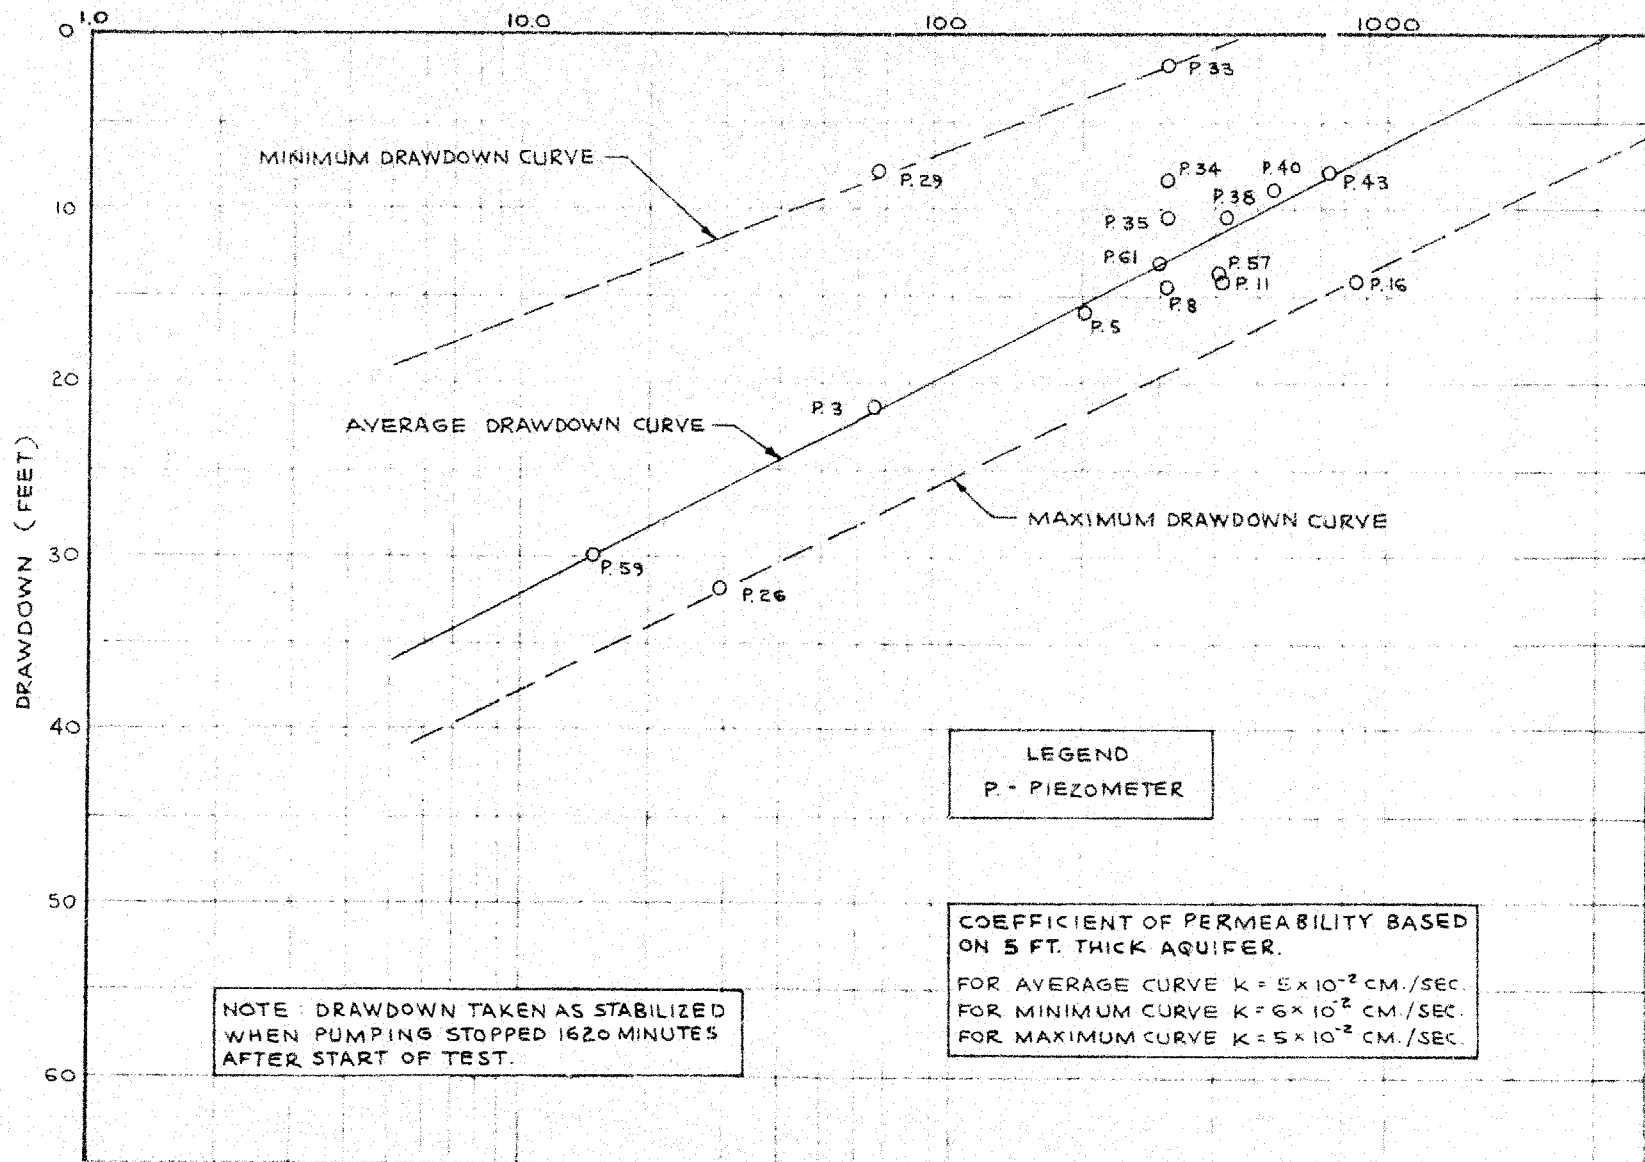 1.0 10.0 100 1000
0
P. 33
MINIMUM DRAWDOWN CURVE
P. 29
P. 34 P. 40
P. 43
10
P. 38
P. 35
P. 61 P. 57
P. 11 P. 16
P. 8
P. 5
20
P. 3
AVERAGE DRAWDOWN CURVE
DRAWDOWN (FEET)
MAXIMUM DRAWDOWN CURVE
30
P. 59
P. 26
40
LEGEND
P. - PIEZOMETER
50
COEFFICIENT OF PERMEABILITY BASED
ON 5 FT. THICK AQUIFER.
FOR AVERAGE CURVE K = 5 × 10⁻² CM./SEC.
FOR MINIMUM CURVE K = 6 × 10⁻² CM./SEC.
FOR MAXIMUM CURVE K = 5 × 10⁻² CM./SEC.
NOTE : DRAWDOWN TAKEN AS STABILIZED
WHEN PUMPING STOPPED 1620 MINUTES
AFTER START OF TEST.
60